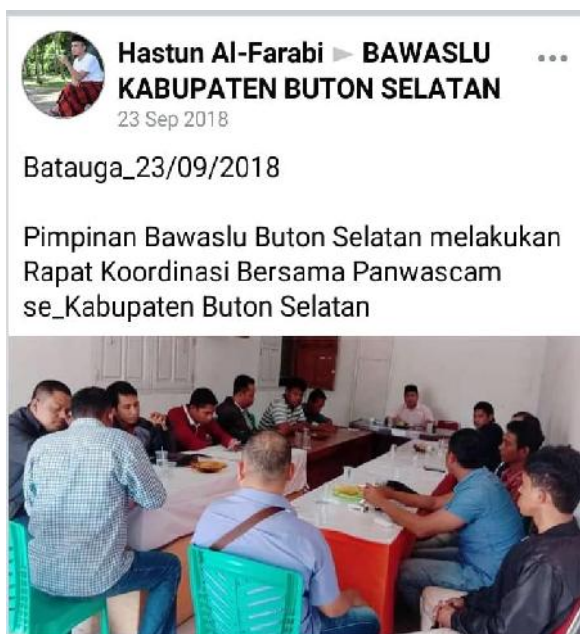 Hastun Al-Farabi ► BAWASLU
KABUPATEN BUTON SELATAN
23 Sep 2018
Batauga_23/09/2018
Pimpinan Bawaslu Buton Selatan melakukan
Rapat Koordinasi Bersama Panwascam
se_Kabupaten Buton Selatan